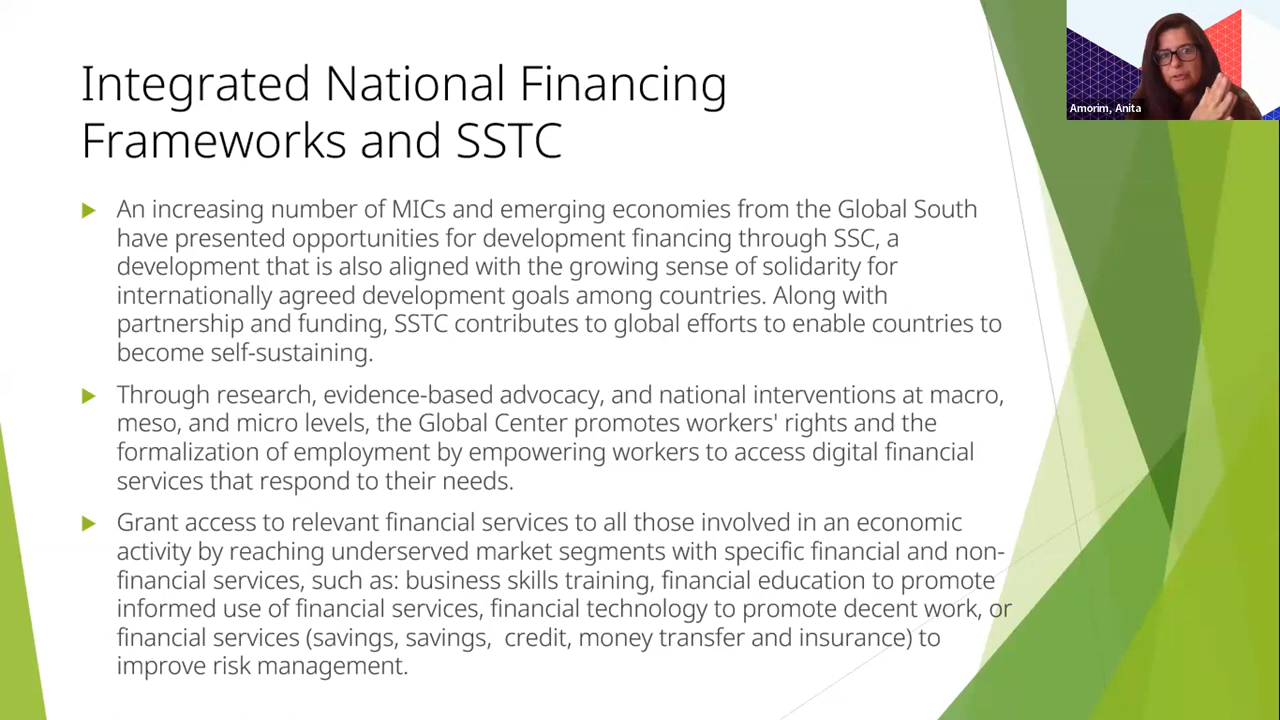 Integrated National Financing
Frameworks and SSTC
An increasing number of MICs and emerging economies from the Global South
have presented opportunities for development financing through SSC, a
development that is also aligned with the growing sense of solidarity for
internationally agreed development goals among countries. Along with
partnership and funding, SSTC contributes to global efforts to enable countries to
become self-sustaining.
Through research, evidence-based advocacy, and national interventions at macro,
meso, and micro levels, the Global Center promotes workers' rights and the
formalization of employment by empowering workers to access digital financial
services that respond to their needs.
Grant access to relevant financial services to all those involved in an economic
activity by reaching underserved market segments with specific financial and non-
financial services, such as: business skills training, financial education to promote
informed use of financial services, financial technology to promote decent work, or
financial services (savings, savings,  credit, money transfer and insurance) to
improve risk management.
Amorim, Anita